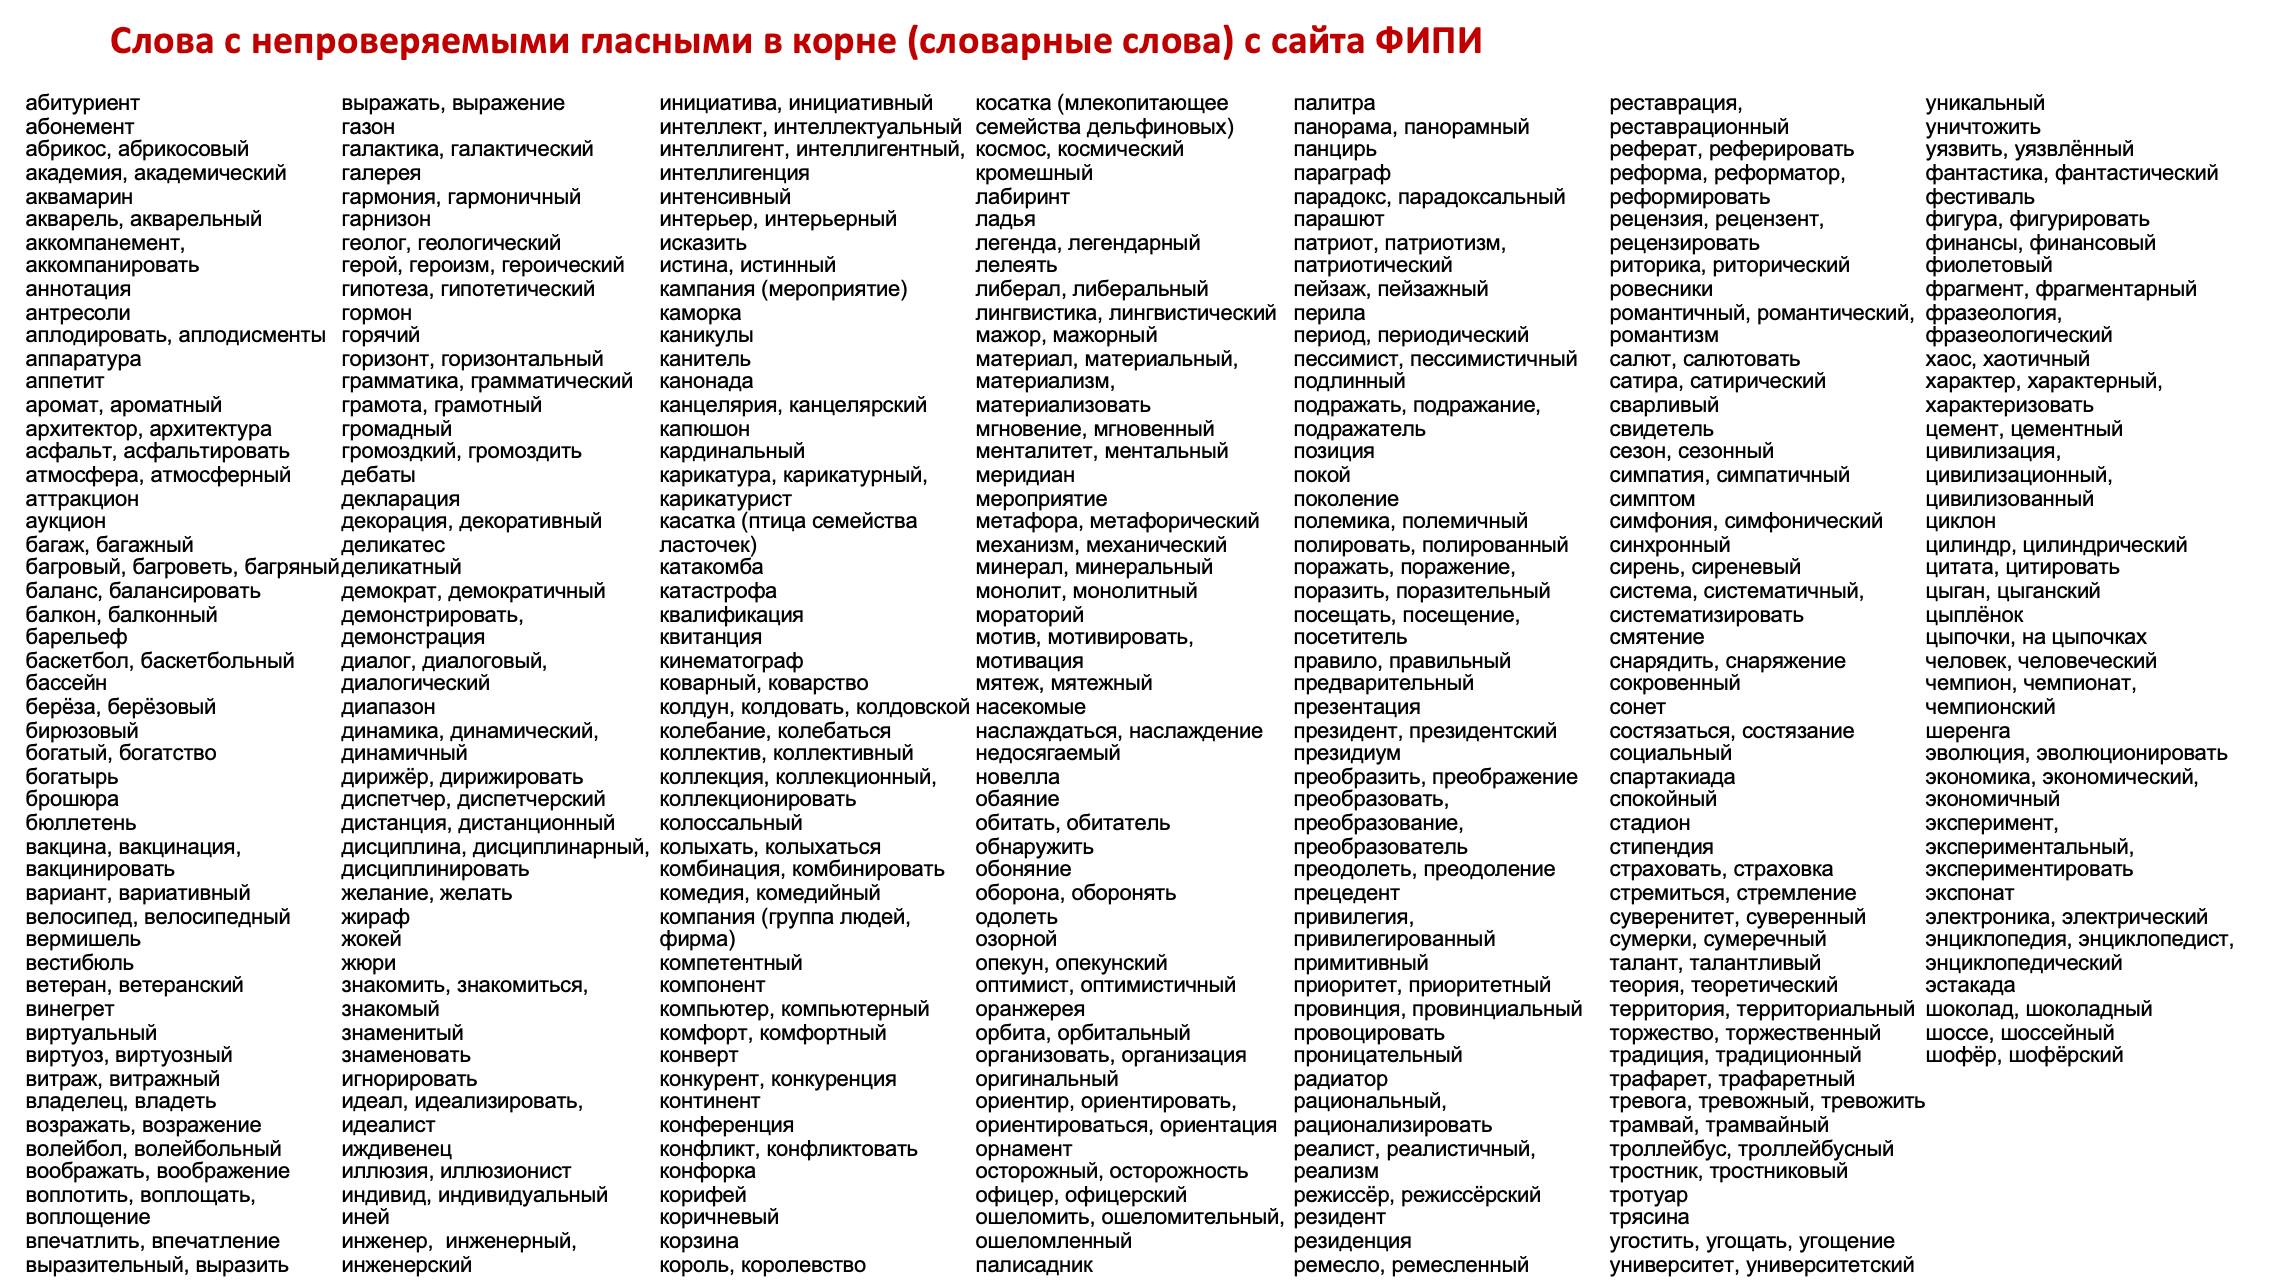 Слова с непроверяемыми гласными в корне (словарные слова) с сайта ФИПИ
абитуриент
абонемент
абрикос, абрикосовый
академия, академический
аквамарин
акварель, акварельный
аккомпанемент,
аккомпанировать
аннотация
антресоли
аплодировать, аплодисменты
аппаратура
аппетит
аромат, ароматный
архитектор, архитектура
асфальт, асфальтировать
атмосфера, атмосферный
аттракцион
аукцион
багаж, багажный
багровый, багроветь, багряный
баланс, балансировать
балкон, балконный
барельеф
баскетбол, баскетбольный
бассейн
берёза, берёзовый
бирюзовый
богатый, богатство
богатырь
брошюра
бюллетень
вакцина, вакцинация,
вакцинировать
вариант, вариативный
велосипед, велосипедный
вермишель
вестибюль
ветеран, ветеранский
винегрет
виртуальный
виртуоз, виртуозный
витраж, витражный
владелец, владеть
возражать, возражение
волейбол, волейбольный
воображать, воображение
воплотить, воплощать,
воплощение
впечатлить, впечатление
выразительный, выразить
выражать, выражение
газон
галактика, галактический
галерея
гармония, гармоничный
гарнизон
геолог, геологический
герой, героизм, героический
гипотеза, гипотетический
гормон
горячий
горизонт, горизонтальный
грамматика, грамматический
грамота, грамотный
громадный
громоздкий, громоздить
дебаты
декларация
декорация, декоративный
деликатес
деликатный
демократ, демократичный
демонстрировать,
демонстрация
диалог, диалоговый,
диалогический
диапазон
динамика, динамический,
динамичный
дирижёр, дирижировать
диспетчер, диспетчерский
дистанция, дистанционный
дисциплина, дисциплинарный,
дисциплинировать
желание, желать
жираф
жокей
жюри
знакомить, знакомиться,
знакомый
знаменитый
знаменовать
игнорировать
идеал, идеализировать,
идеалист
иждивенец
иллюзия, иллюзионист
индивид, индивидуальный
иней
инженер,  инженерный,
инженерский
инициатива, инициативный
интеллект, интеллектуальный
интеллигент, интеллигентный,
интеллигенция
интенсивный
интерьер, интерьерный
исказить
истина, истинный
кампания (мероприятие)
каморка
каникулы
канитель
канонада
канцелярия, канцелярский
капюшон
кардинальный
карикатура, карикатурный,
карикатурист
касатка (птица семейства
ласточек)
катакомба
катастрофа
квалификация
квитанция
кинематограф
коварный, коварство
колдун, колдовать, колдовской
колебание, колебаться
коллектив, коллективный
коллекция, коллекционный,
коллекционировать
колоссальный
колыхать, колыхаться
комбинация, комбинировать
комедия, комедийный
компания (группа людей,
фирма)
компетентный
компонент
компьютер, компьютерный
комфорт, комфортный
конверт
конкурент, конкуренция
континент
конференция
конфликт, конфликтовать
конфорка
корифей
коричневый
корзина
король, королевство
косатка (млекопитающее
семейства дельфиновых)
космос, космический
кромешный
лабиринт
ладья
легенда, легендарный
лелеять
либерал, либеральный
лингвистика, лингвистический
мажор, мажорный
материал, материальный,
материализм,
материализовать
мгновение, мгновенный
менталитет, ментальный
меридиан
мероприятие
метафора, метафорический
механизм, механический
минерал, минеральный
монолит, монолитный
мораторий
мотив, мотивировать,
мотивация
мятеж, мятежный
насекомые
наслаждаться, наслаждение
недосягаемый
новелла
обаяние
обитать, обитатель
обнаружить
обоняние
оборона, оборонять
одолеть
озорной
опекун, опекунский
оптимист, оптимистичный
оранжерея
орбита, орбитальный
организовать, организация
оригинальный
ориентир, ориентировать,
ориентироваться, ориентация
орнамент
осторожный, осторожность
офицер, офицерский
ошеломить, ошеломительный,
ошеломленный
палисадник
палитра
панорама, панорамный
панцирь
параграф
парадокс, парадоксальный
парашют
патриот, патриотизм,
патриотический
пейзаж, пейзажный
перила
период, периодический
пессимист, пессимистичный
подлинный
подражать, подражание,
подражатель
позиция
покой
поколение
полемика, полемичный
полировать, полированный
поражать, поражение,
поразить, поразительный
посещать, посещение,
посетитель
правило, правильный
предварительный
презентация
президент, президентский
президиум
преобразить, преображение
преобразовать,
преобразование,
преобразователь
преодолеть, преодоление
прецедент
привилегия,
привилегированный
примитивный
приоритет, приоритетный
провинция, провинциальный
провоцировать
проницательный
радиатор
рациональный,
рационализировать
реалист, реалистичный,
реализм
режиссёр, режиссёрский
резидент
резиденция
ремесло, ремесленный
реставрация,
реставрационный
реферат, реферировать
реформа, реформатор,
реформировать
рецензия, рецензент,
рецензировать
риторика, риторический
ровесники
романтичный, романтический,
романтизм
салют, салютовать
сатира, сатирический
сварливый
свидетель
сезон, сезонный
симпатия, симпатичный
симптом
симфония, симфонический
синхронный
сирень, сиреневый
система, систематичный,
систематизировать
смятение
снарядить, снаряжение
сокровенный
сонет
состязаться, состязание
социальный
спартакиада
спокойный
стадион
стипендия
страховать, страховка
стремиться, стремление
суверенитет, суверенный
сумерки, сумеречный
талант, талантливый
теория, теоретический
территория, территориальный
торжество, торжественный
традиция, традиционный
трафарет, трафаретный
тревога, тревожный, тревожить
трамвай, трамвайный
троллейбус, троллейбусный
тростник, тростниковый
тротуар
трясина
угостить, угощать, угощение
университет, университетский
уникальный
уничтожить
уязвить, уязвлённый
фантастика, фантастический
фестиваль
фигура, фигурировать
финансы, финансовый
фиолетовый
фрагмент, фрагментарный
фразеология,
фразеологический
хаос, хаотичный
характер, характерный,
характеризовать
цемент, цементный
цивилизация,
цивилизационный,
цивилизованный
циклон
цилиндр, цилиндрический
цитата, цитировать
цыган, цыганский
цыплёнок
цыпочки, на цыпочках
человек, человеческий
чемпион, чемпионат,
чемпионский
шеренга
эволюция, эволюционировать
экономика, экономический,
экономичный
эксперимент,
экспериментальный,
экспериментировать
экспонат
электроника, электрический
энциклопедия, энциклопедист,
энциклопедический
эстакада
шоколад, шоколадный
шоссе, шоссейный
шофёр, шофёрский